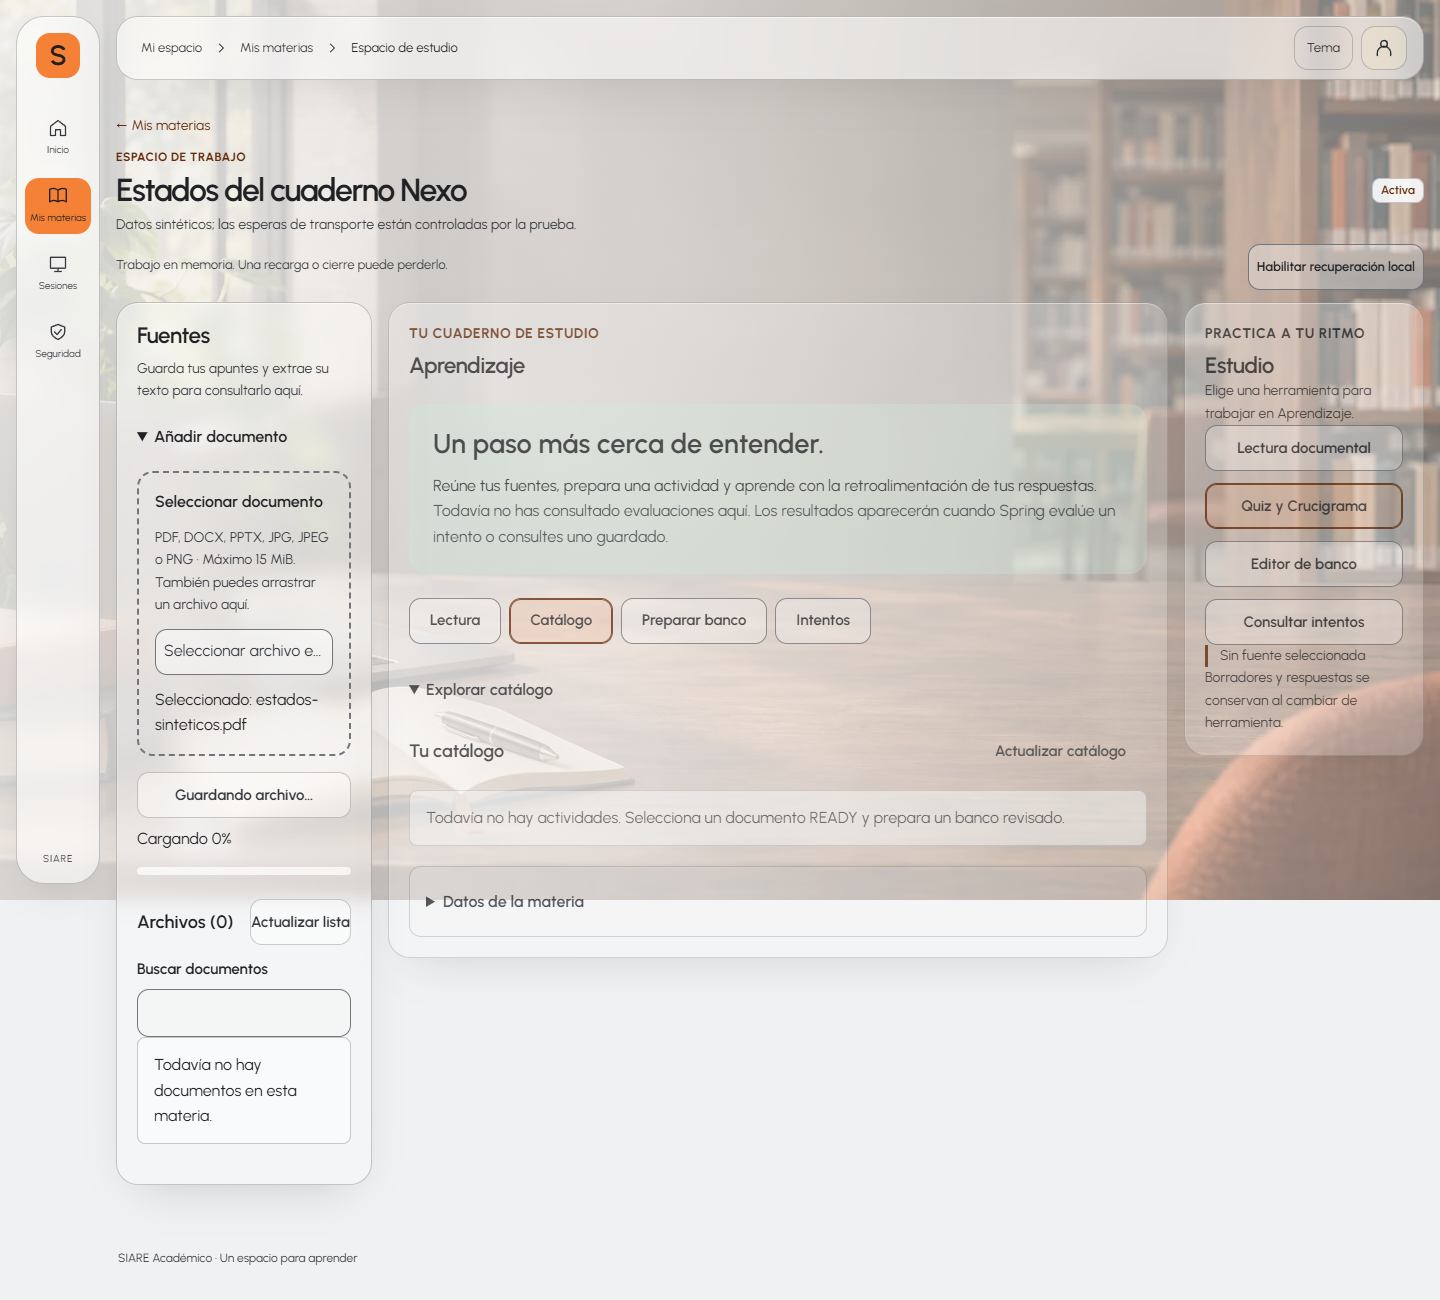 S
Inicio
Mis materias
Sesiones
Seguridad
SIARE
Mi espacio > Mis materias > Espacio de estudio
Tema
← Mis materias
ESPACIO DE TRABAJO
Estados del cuaderno Nexo
Activa
Datos sintéticos; las esperas de transporte están controladas por la prueba.
Trabajo en memoria. Una recarga o cierre puede perderlo.
Habilitar recuperación local
Fuentes
Guarda tus apuntes y extrae su
texto para consultarlo aquí.
▼ Añadir documento
Seleccionar documento
PDF, DOCX, PPTX, JPG, JPEG
o PNG · Máximo 15 MiB.
También puedes arrastrar
un archivo aquí.
Seleccionar archivo e...
Seleccionado: estados-
sinteticos.pdf
Guardando archivo...
Cargando 0%
Archivos (0)
Actualizar lista
Buscar documentos
Todavía no hay
documentos en esta
materia.
TU CUADERNO DE ESTUDIO
Aprendizaje
Un paso más cerca de entender.
Reúne tus fuentes, prepara una actividad y aprende con la retroalimentación de tus respuestas.
Todavía no has consultado evaluaciones aquí. Los resultados aparecerán cuando Spring evalúe un
intento o consultes uno guardado.
Lectura
Catálogo
Preparar banco
Intentos
▼ Explorar catálogo
Tu catálogo
Actualizar catálogo
Todavía no hay actividades. Selecciona un documento READY y prepara un banco revisado.
▶ Datos de la materia
PRACTICA A TU RITMO
Estudio
Elige una herramienta para
trabajar en Aprendizaje.
Lectura documental
Quiz y Crucigrama
Editor de banco
Consultar intentos
Sin fuente seleccionada
Borradores y respuestas se
conservan al cambiar de
herramienta.
SIARE Académico · Un espacio para aprender